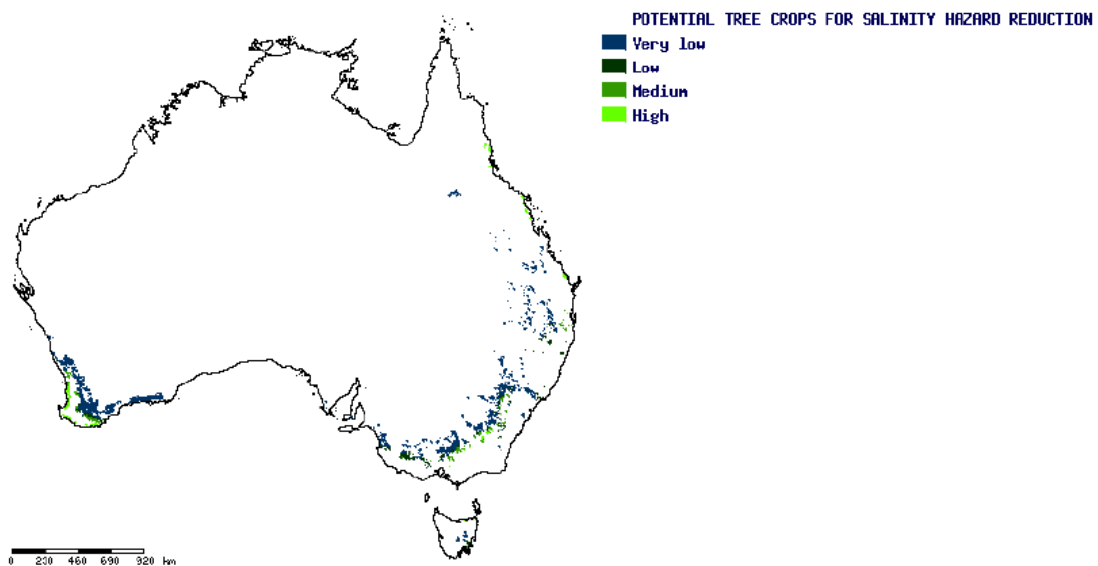 POTENTIAL TREE CROPS FOR SALINITY HAZARD REDUCTION
Very low
Low
Medium
High
0 230 460 690 920 km